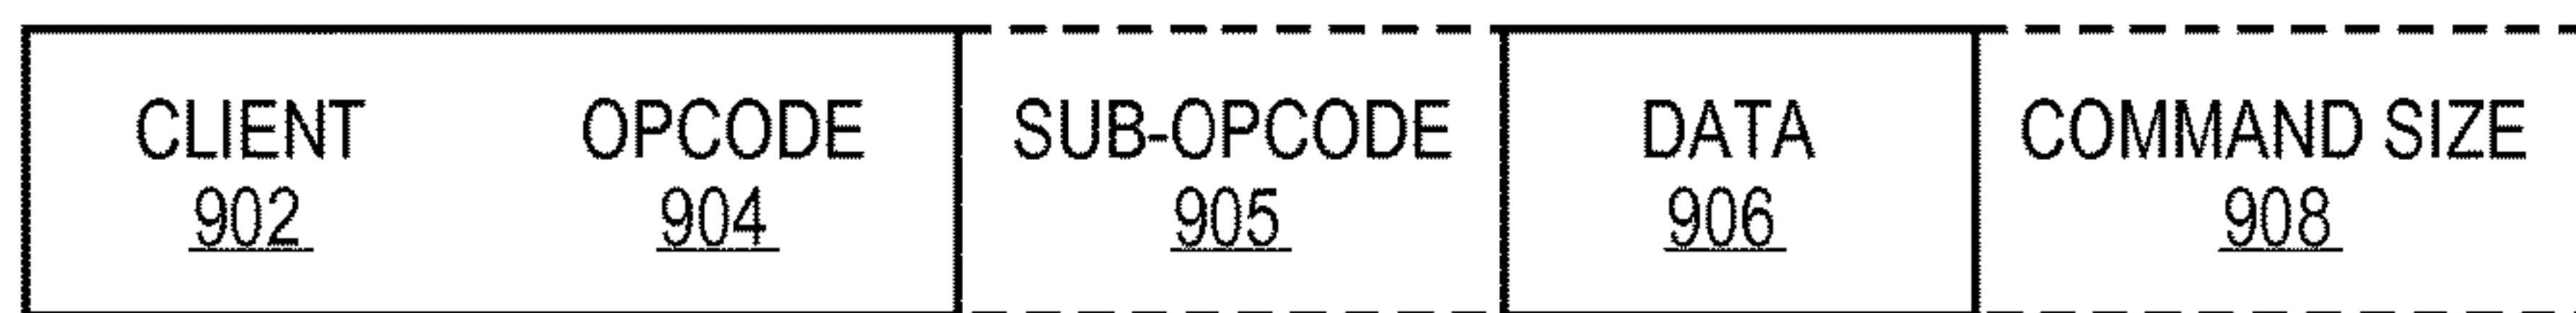 CLIENT OPCODE SUB-OPCODE DATA COMMAND SIZE
902 904 905 906 908